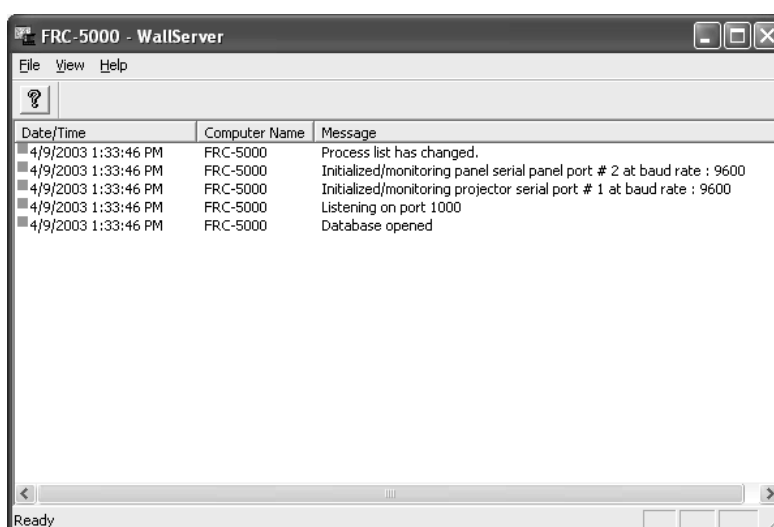 FRC-5000 - WallServer
File View Help
Date/Time Computer Name Message
4/9/2003 1:33:46 PM FRC-5000 Process list has changed.
4/9/2003 1:33:46 PM FRC-5000 Initialized/monitoring panel serial panel port # 2 at baud rate : 9600
4/9/2003 1:33:46 PM FRC-5000 Initialized/monitoring projector serial port # 1 at baud rate : 9600
4/9/2003 1:33:46 PM FRC-5000 Listening on port 1000
4/9/2003 1:33:46 PM FRC-5000 Database opened
Ready